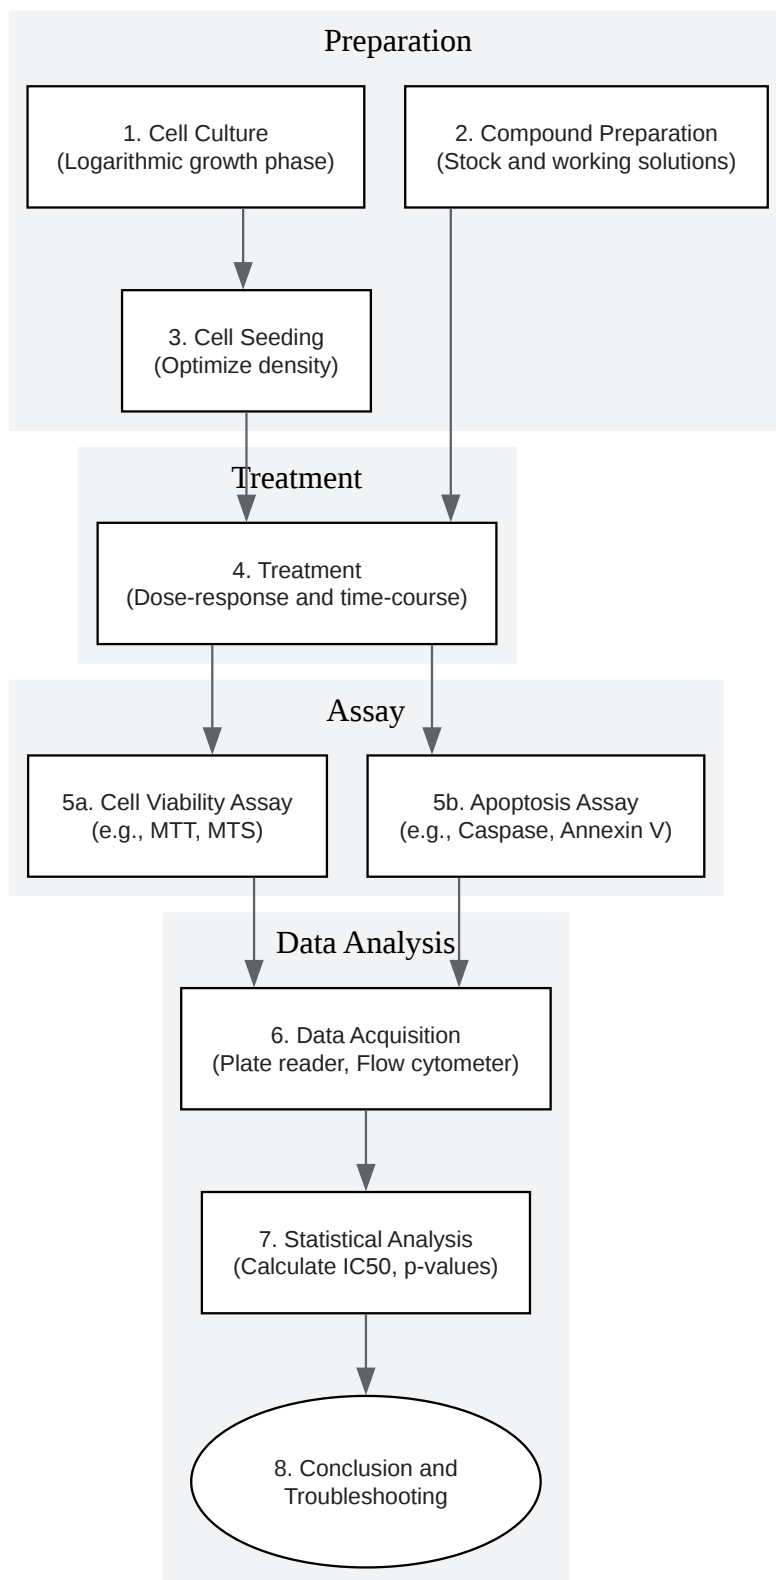 Preparation
1. Cell Culture
(Logarithmic growth phase)
2. Compound Preparation
(Stock and working solutions)
3. Cell Seeding
(Optimize density)
Treatment
4. Treatment
(Dose-response and time-course)
Assay
5a. Cell Viability Assay
(e.g., MTT, MTS)
5b. Apoptosis Assay
(e.g., Caspase, Annexin V)
Data Analysis
6. Data Acquisition
(Plate reader, Flow cytometer)
7. Statistical Analysis
(Calculate IC50, p-values)
8. Conclusion and
Troubleshooting